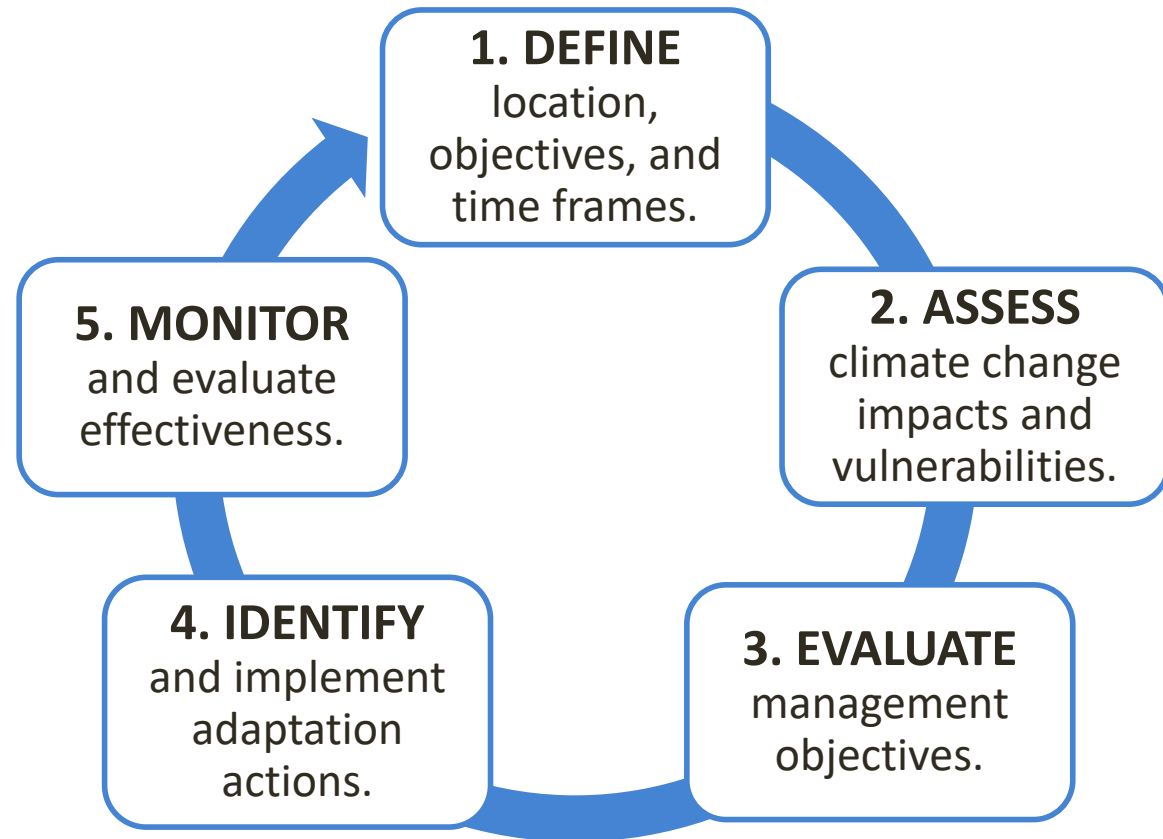 1. DEFINE
location,
objectives, and
time frames.
2. ASSESS
climate change
impacts and
vulnerabilities.
3. EVALUATE
management
objectives.
4. IDENTIFY
and implement
adaptation
actions.
5. MONITOR
and evaluate
effectiveness.